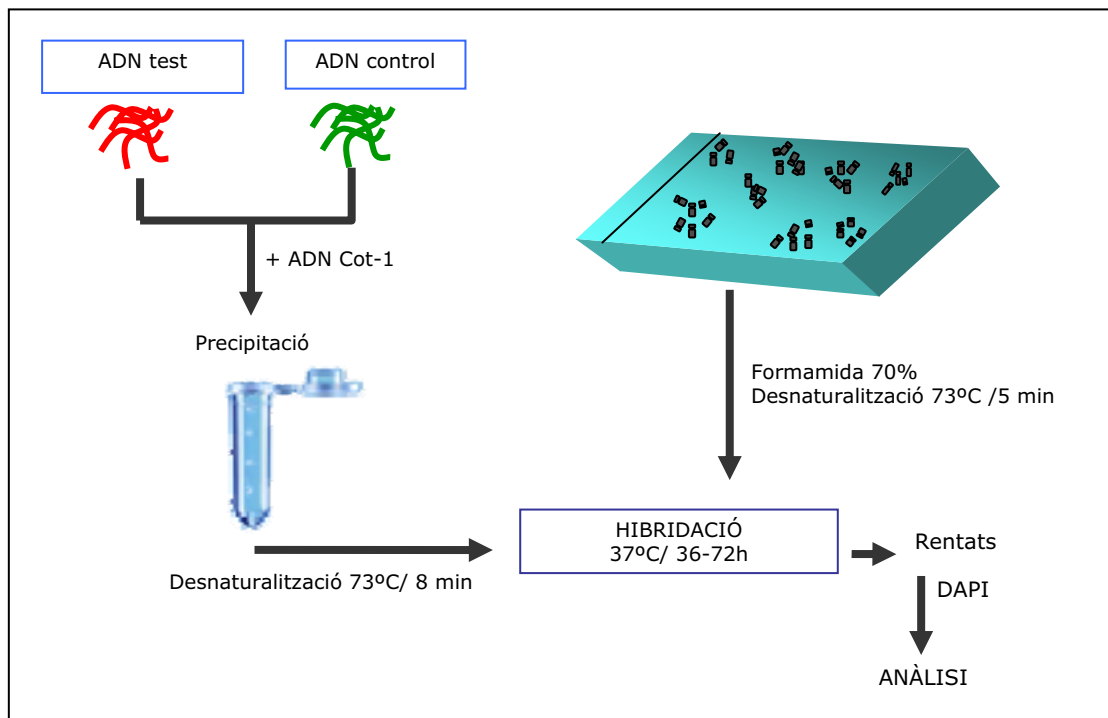 ADN test
ADN control
+ ADN Cot-1
Precipitació
Formamida 70%
Desnaturalització 73ºC /5 min
HIBRIDACIÓ
37ºC/ 36-72h
Rentats
Desnaturalització 73ºC/ 8 min
DAPI
ANÀLISI